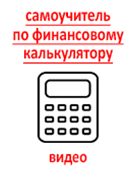 самоучитель
по финансовому
калькулятору
видео